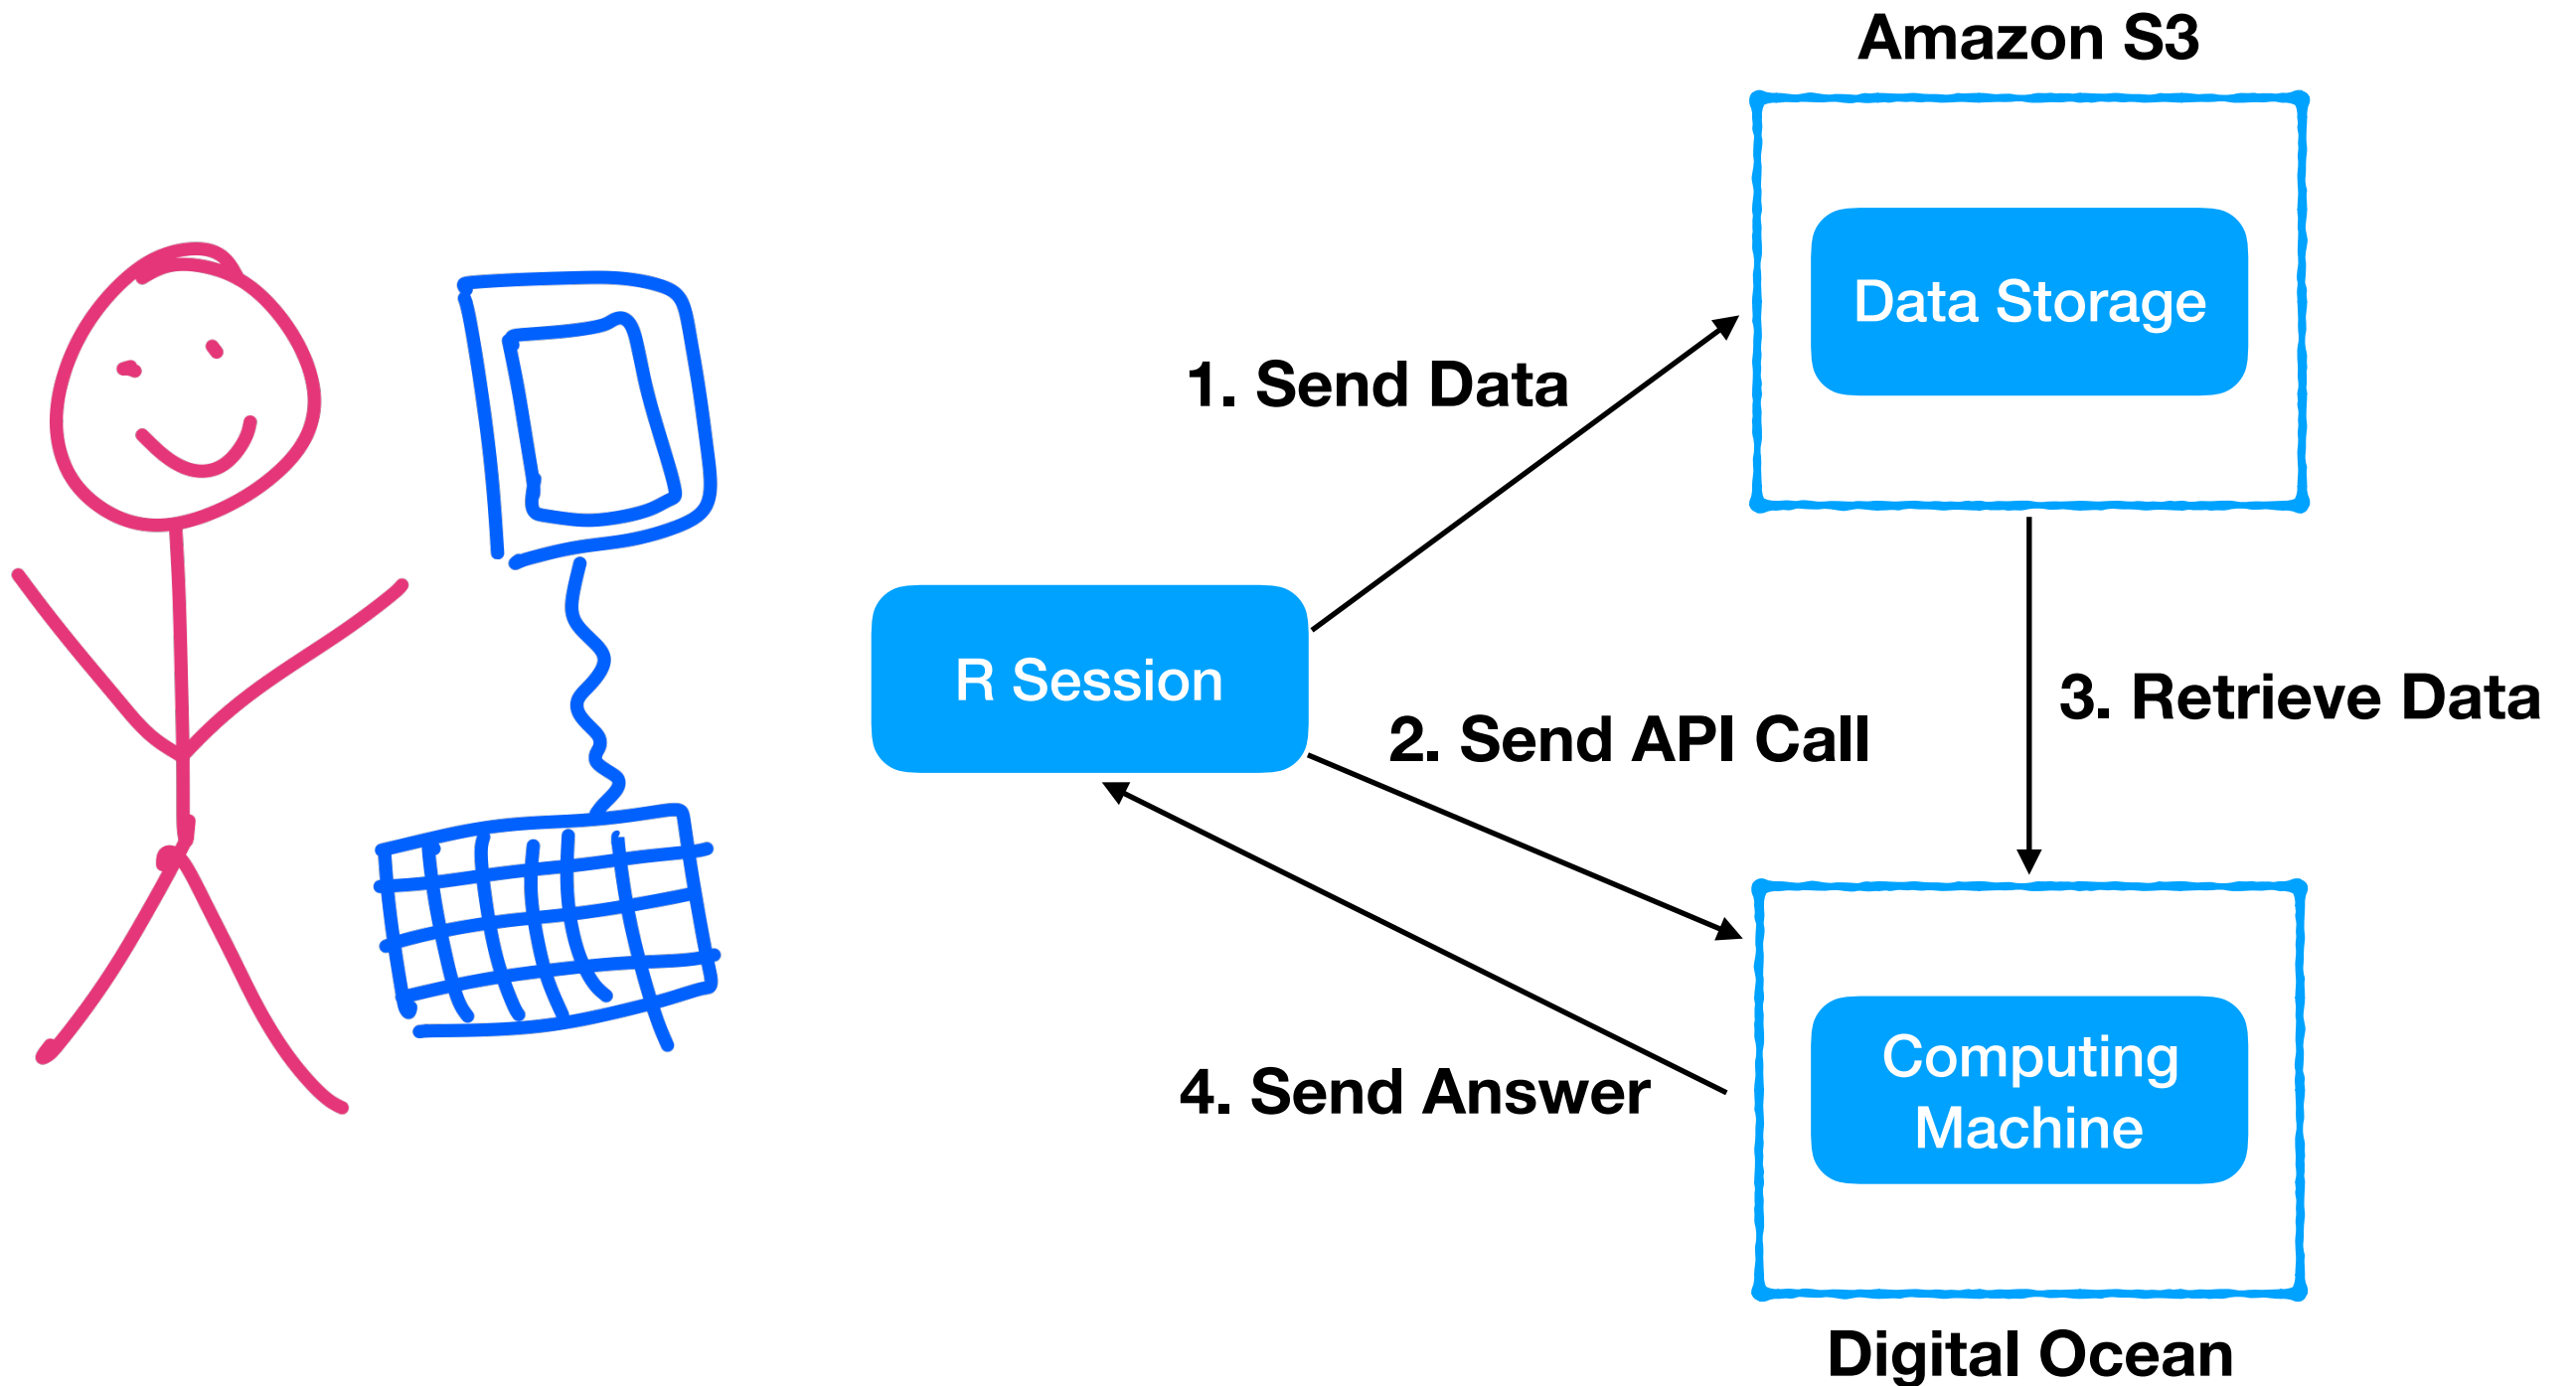 Amazon S3
Data Storage
1. Send Data
R Session
2. Send API Call
3. Retrieve Data
4. Send Answer
Computing
Machine
Digital Ocean